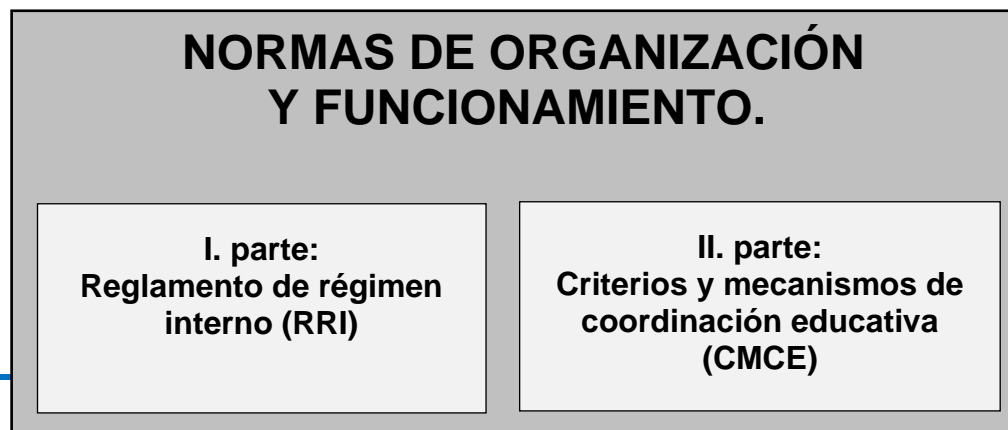 NORMAS DE ORGANIZACIÓN
Y FUNCIONAMIENTO.
I. parte:
Reglamento de régimen
interno (RRI)
II. parte:
Criterios y mecanismos de
coordinación educativa
(CMCE)